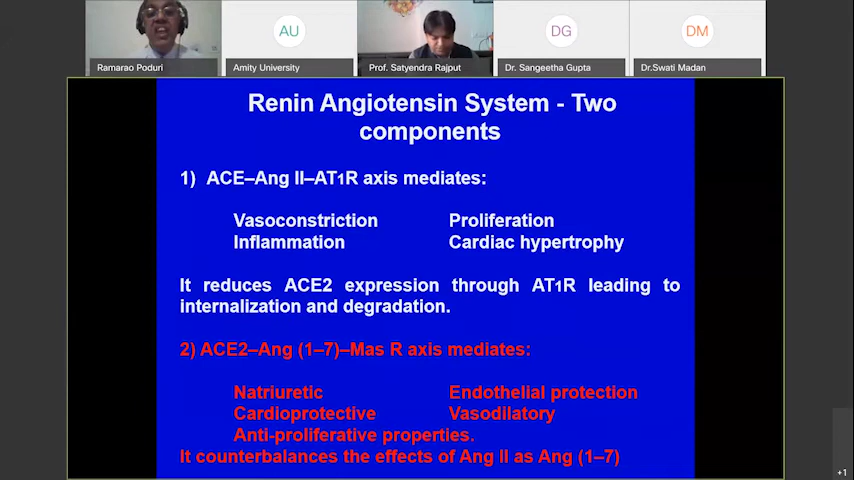 AU
DG
DM
Ramarao Poduri
Amity University
Prof. Satyendra Rajput
Dr. Sangeetha Gupta
Dr.Swati Madan
Renin Angiotensin System - Two
components
1) ACE–Ang II–AT1R axis mediates:
Vasoconstriction Proliferation
Inflammation Cardiac hypertrophy
It reduces ACE2 expression through AT1R leading to
internalization and degradation.
2) ACE2–Ang (1–7)–Mas R axis mediates:
Natriuretic Endothelial protection
Cardioprotective Vasodilatory
Anti-proliferative properties.
It counterbalances the effects of Ang II as Ang (1–7)
+1